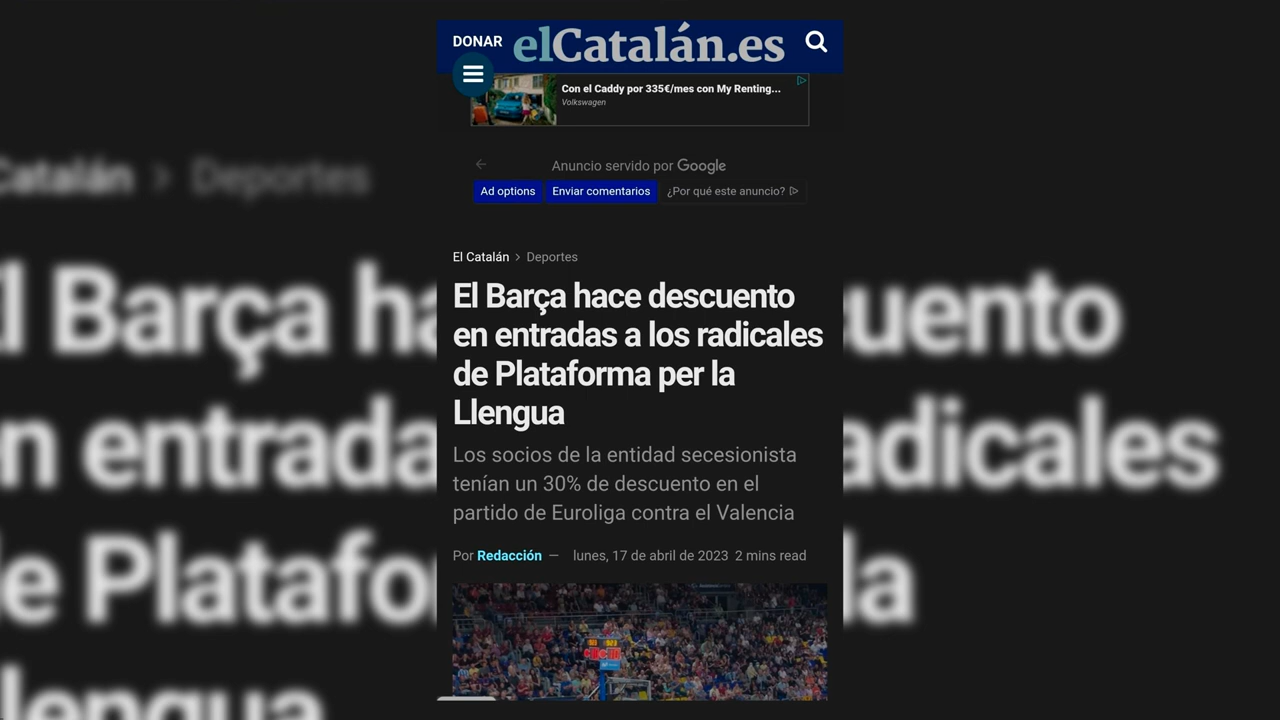 DONAR elCatalán.es
Con el Caddy por 335€/mes con My Renting...
Volkswagen
Anuncio servido por Google
Ad options Enviar comentarios ¿Por qué este anuncio?
El Catalán > Deportes
El Barça hace descuento
en entradas a los radicales
de Plataforma per la
Llengua
Los socios de la entidad secesionista
tenían un 30% de descuento en el
partido de Euroliga contra el Valencia
Por Redacción — lunes, 17 de abril de 2023 2 mins read